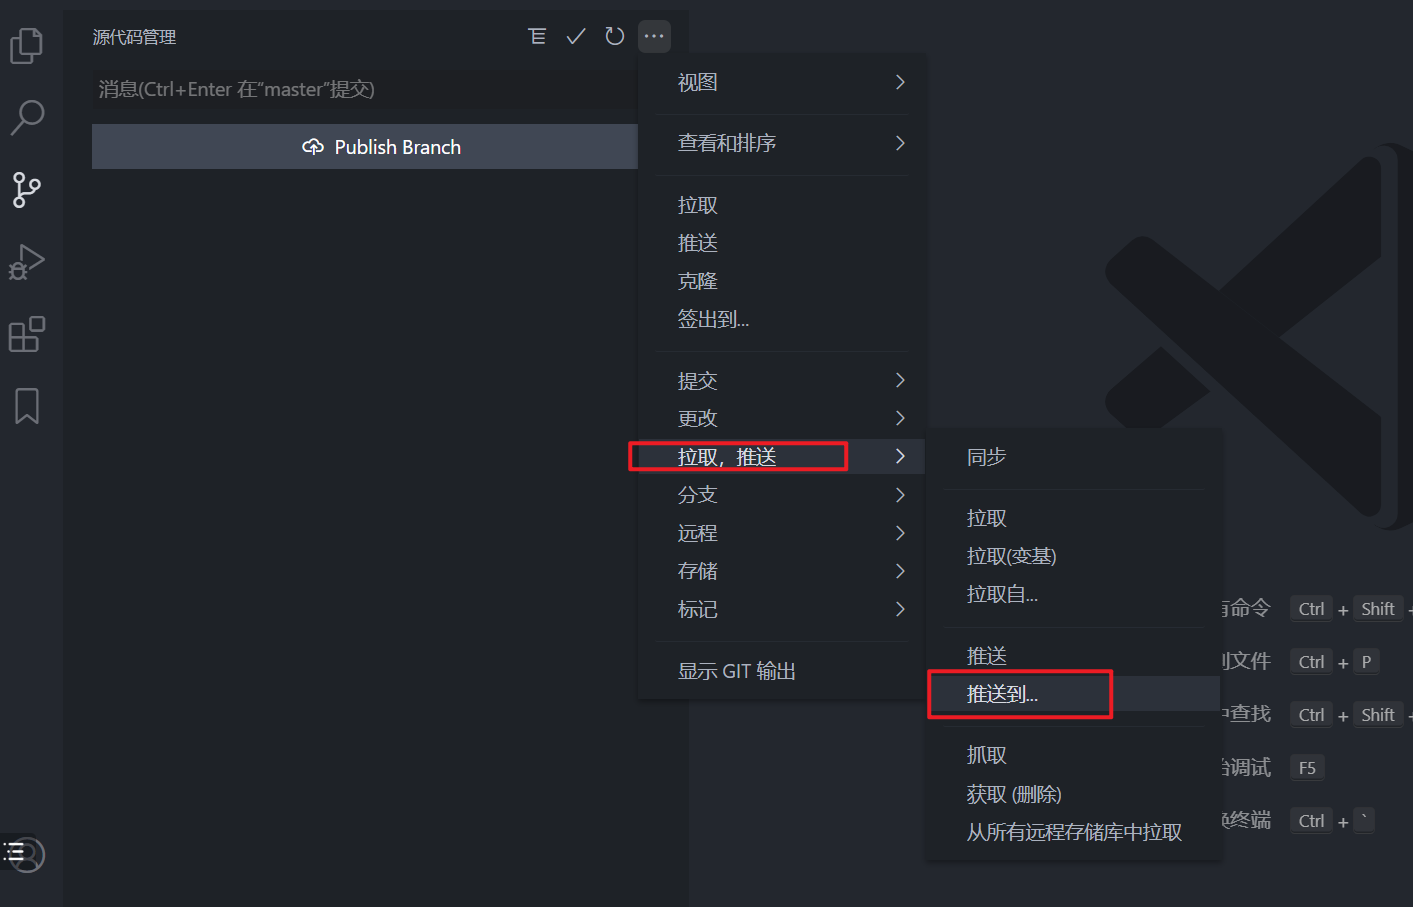 源代码管理
消息(Ctrl+Enter 在“master”提交)
Publish Branch
视图
查看和排序
拉取
推送
克隆
签出到...
提交
更改
拉取，推送
分支
远程
存储
标记
显示 GIT 输出
同步
拉取
拉取(变基)
拉取自...
推送
推送到...
抓取
获取 (删除)
从所有远程存储库中拉取
命令 Ctrl + Shift +
文件 Ctrl + P
查找 Ctrl + Shift +
调试 F5
终端 Ctrl + `